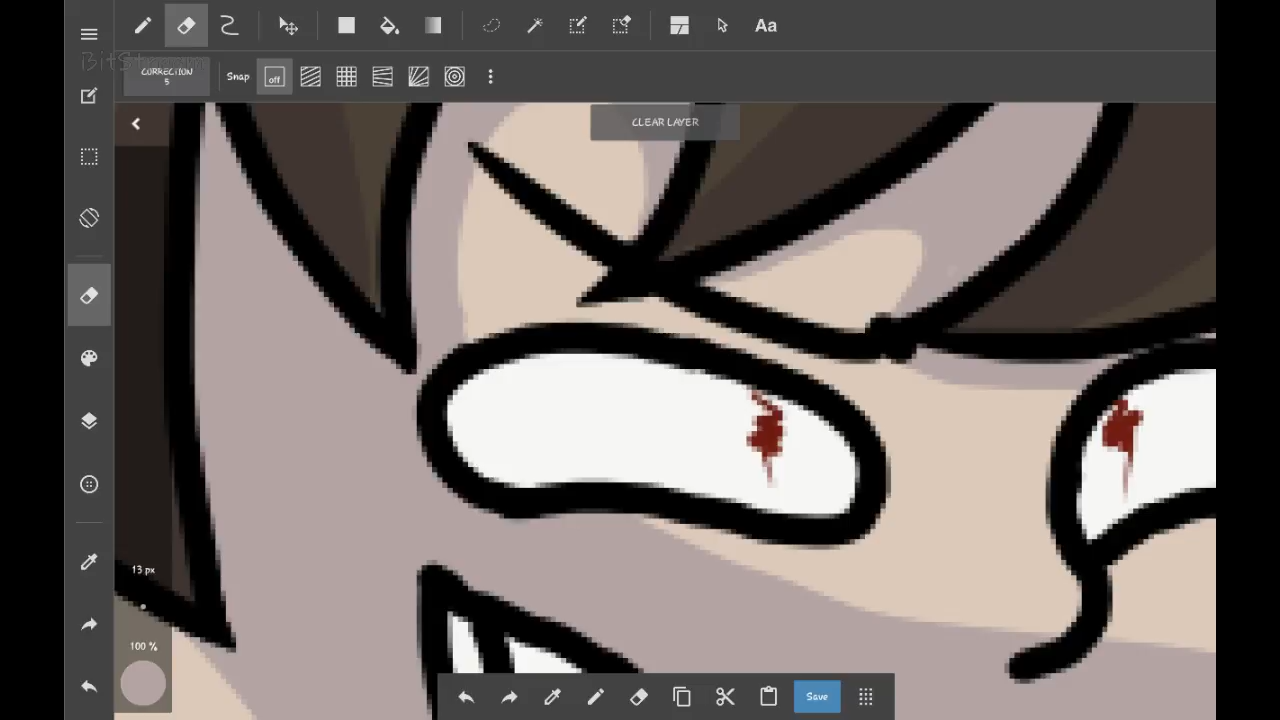 Aa
CORRECTION
5
Snap
off
CLEAR LAYER
13 px
100 %
Save